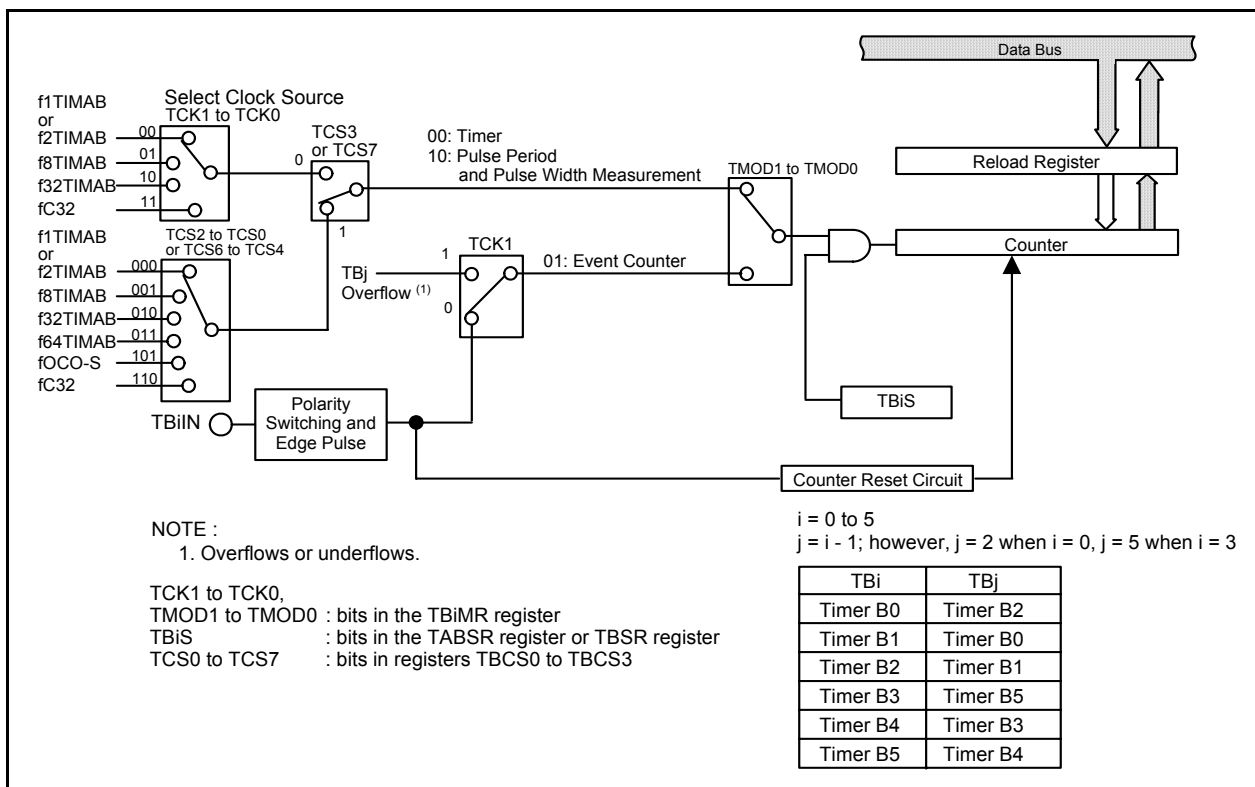 Data Bus
f1TIMAB
or
f2TIMAB
f8TIMAB
f32TIMAB
fC32
Select Clock Source
TCK1 to TCK0
00
01
10
11
TCS3
or TCS7
0
1
00: Timer
10: Pulse Period
and Pulse Width Measurement
TMOD1 to TMOD0
Reload Register
Counter
f1TIMAB
or
f2TIMAB
f8TIMAB
f32TIMAB
f64TIMAB
fOCO-S
fC32
TCS2 to TCS0
or TCS6 to TCS4
000
001
010
011
101
110
TCK1
1
TBj
Overflow (1)
0
01: Event Counter
TBiS
TBiIN
Polarity
Switching and
Edge Pulse
Counter Reset Circuit
NOTE :
1. Overflows or underflows.
TCK1 to TCK0,
TMOD1 to TMOD0 : bits in the TBiMR register
TBiS : bits in the TABSR register or TBSR register
TCS0 to TCS7 : bits in registers TBCS0 to TBCS3
i = 0 to 5
j = i - 1; however, j = 2 when i = 0, j = 5 when i = 3
TBi TBj
Timer B0 Timer B2
Timer B1 Timer B0
Timer B2 Timer B1
Timer B3 Timer B5
Timer B4 Timer B3
Timer B5 Timer B4